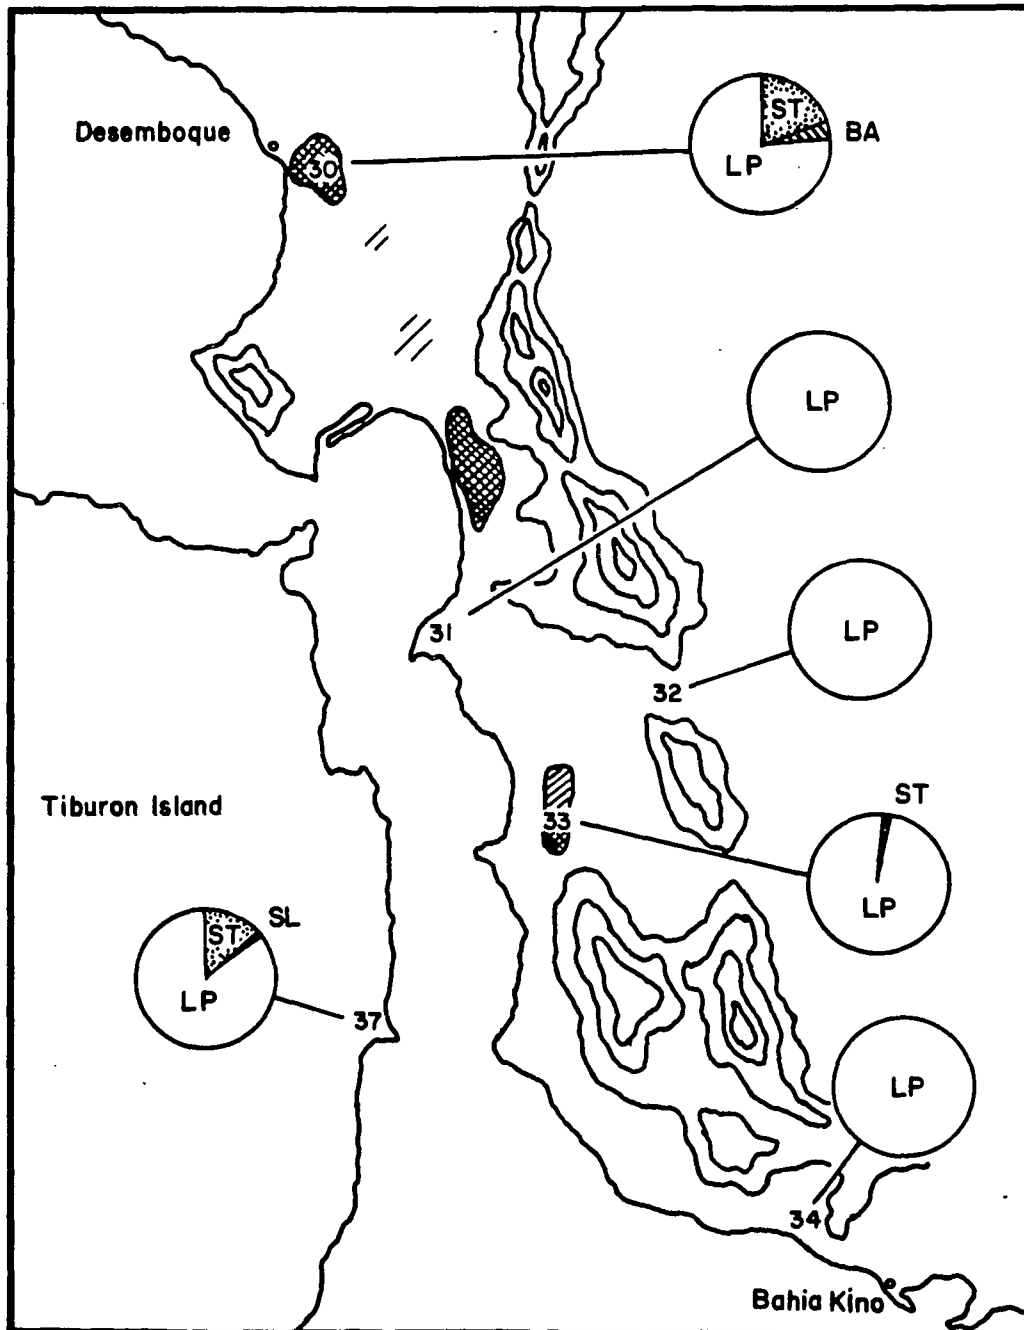 ST
Desemboque
BA
LP
30
LP
31
LP
32
ST
Tiburon Island
33
LP
SL
ST
LP
37
LP
34
Bahia Kino